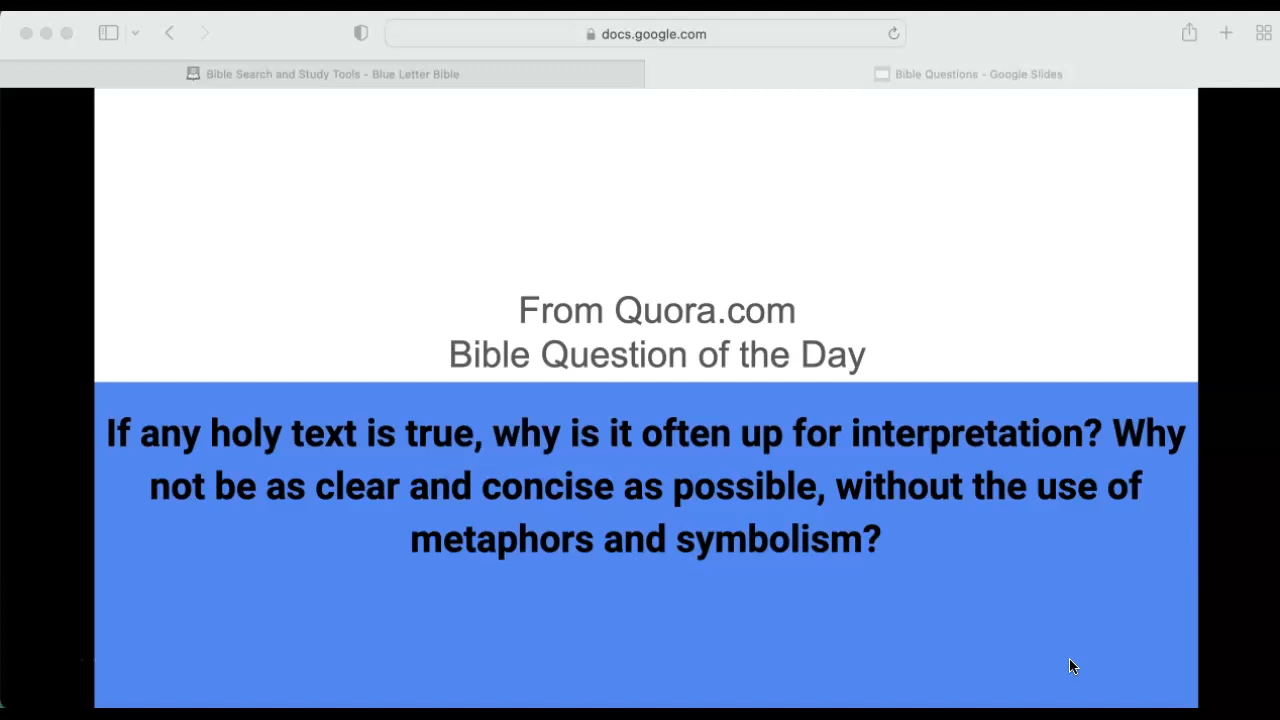 docs.google.com
Bible Search and Study Tools - Blue Letter Bible
Bible Questions - Google Slides
From Quora.com
Bible Question of the Day
If any holy text is true, why is it often up for interpretation? Why
not be as clear and concise as possible, without the use of
metaphors and symbolism?